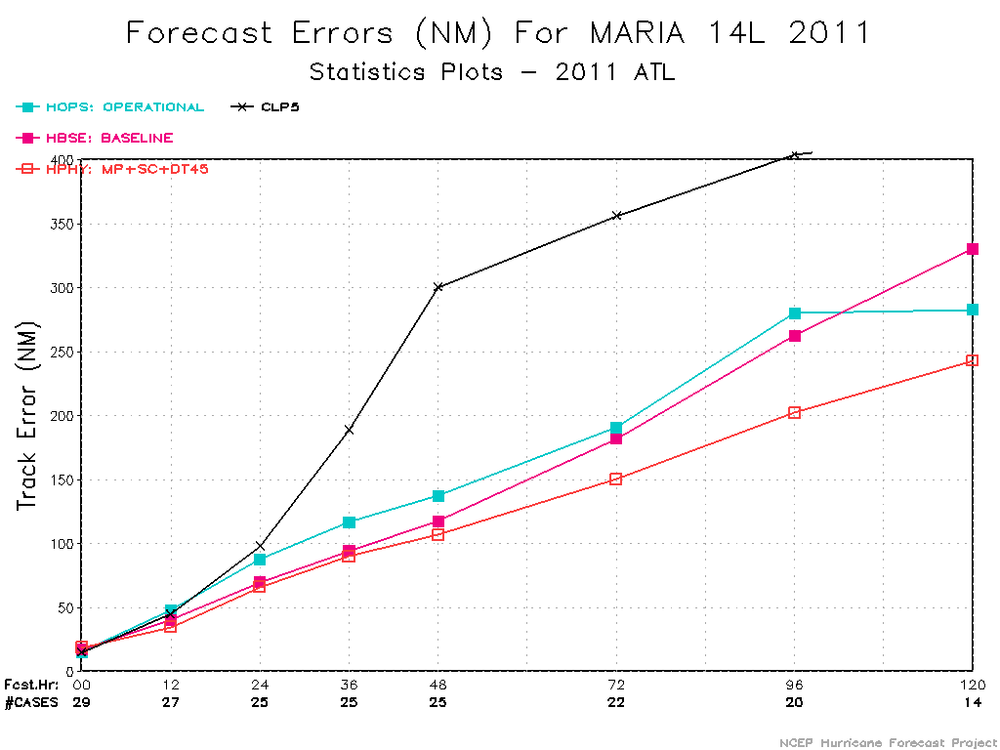 Forecast Errors (NM) For MARIA 14L 2011
Statistics Plots - 2011 ATL
HOPS: OPERATIONAL CLP5
HBSE: BASELINE
HPHY: MP+SC+DT45
400
350
300
250
200
150
100
50
0
Track Error (NM)
Fcst.Hr: 00 12 24 36 48 72 96 120
#CASES 29 27 25 25 25 22 20 14
NCEP Hurricane Forecast Project